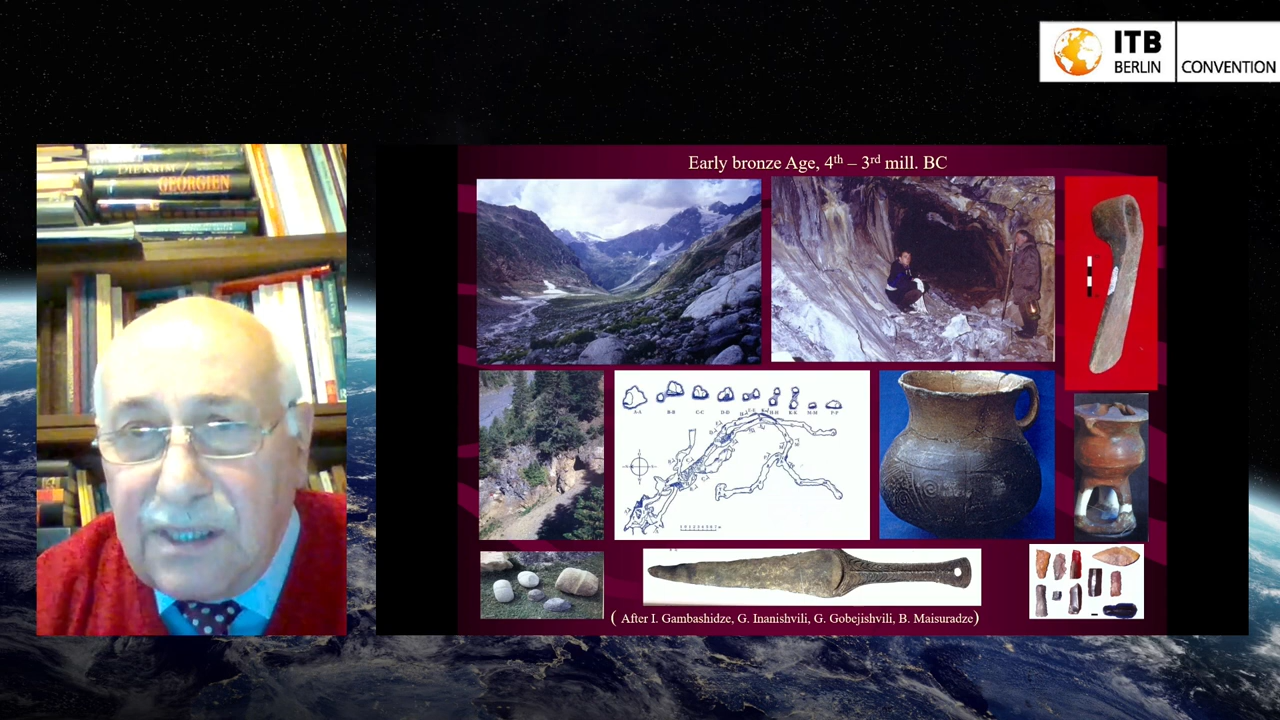 ITB
BERLIN
CONVENTION
DIE KRIM
GEORGIEN
Early bronze Age, 4th – 3rd mill. BC
A-A B-B C-C D-D
( After I. Gambashidze, G. Inanishvili, G. Gobejishvili, B. Maisuradze)